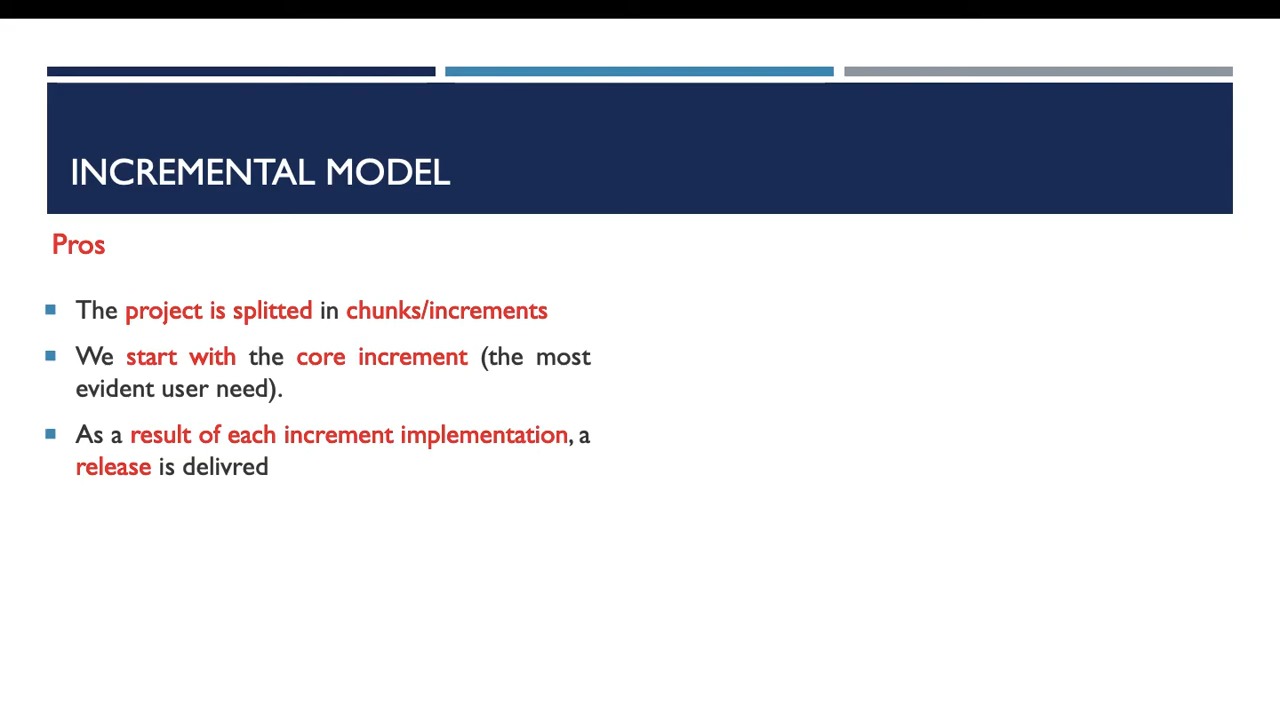 INCREMENTAL MODEL
Pros
The project is splitted in chunks/increments
We start with the core increment (the most
evident user need).
As a result of each increment implementation, a
release is delivred